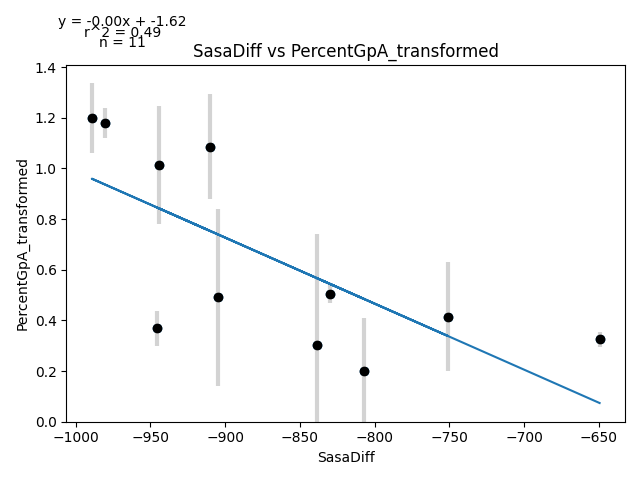 y = -0.00x + -1.62
r^2 = 0.49
n = 11
SasaDiff vs PercentGpA_transformed
PercentGpA_transformed
1.4
1.2
1.0
0.8
0.6
0.4
0.2
0.0
−1000 −950 −900 −850 −800 −750 −700 −650
SasaDiff